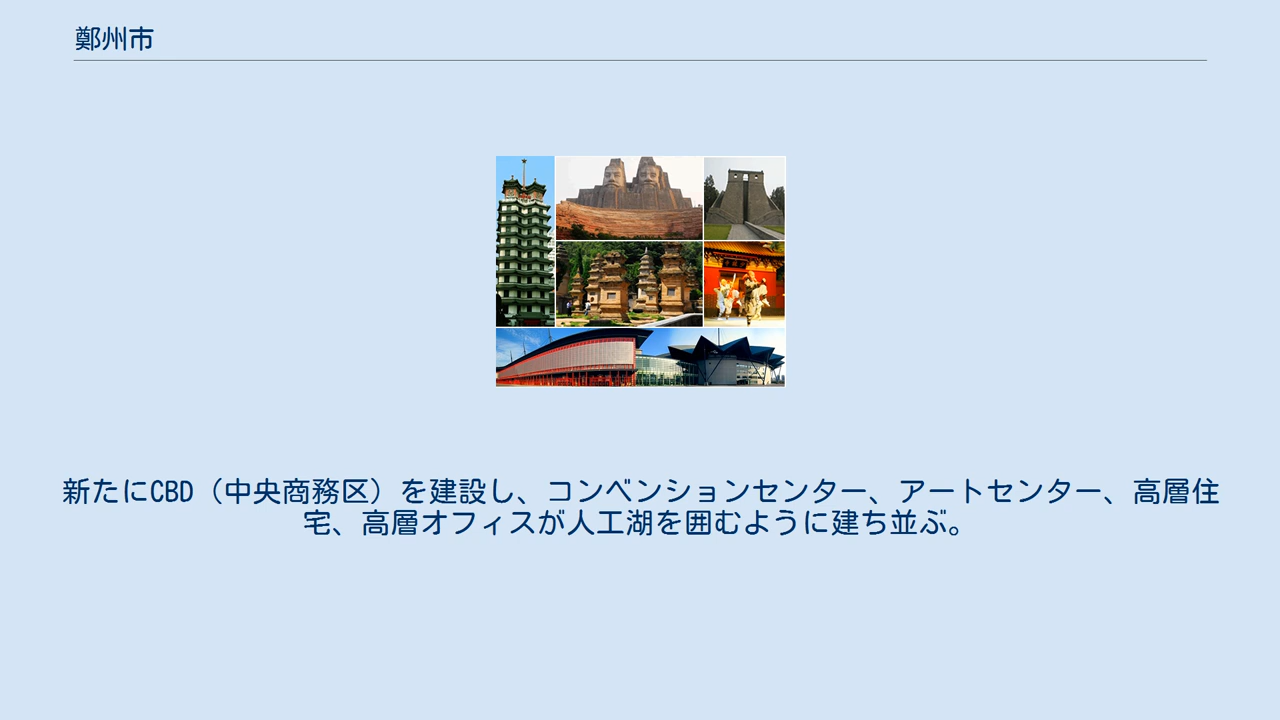 鄭州市
新たにCBD（中央商務区）を建設し、コンベンションセンター、アートセンター、高層住
宅、高層オフィスが人工湖を囲むように建ち並ぶ。